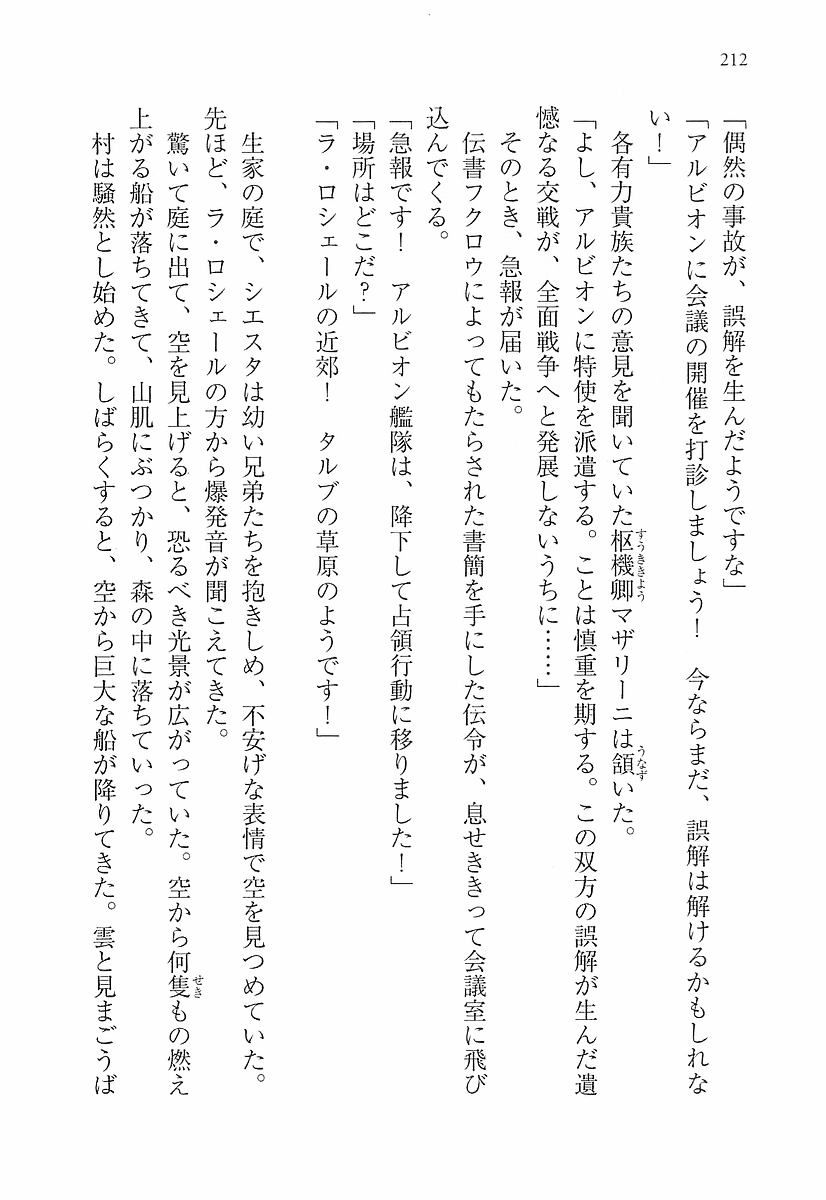 212
「偶然の事故が、誤解を生んだようですな」
「アルビオンに会議の開催を打診しましょう！　今ならまだ、誤解は解けるかもしれな
い！」
　各有力貴族たちの意見を聞いていた枢機卿マザリーニは頷いた。
「よし、アルビオンに特使を派遣する。ことは慎重を期する。この双方の誤解が生んだ遺
憾なる交戦が、全面戦争へと発展しないうちに……」
　そのとき、急報が届いた。
　伝書フクロウによってもたらされた書簡を手にした伝令が、息せききって会議室に飛び
込んでくる。
「急報です！　アルビオン艦隊は、降下して占領行動に移りました！」
「場所はどこだ？」
「ラ・ロシェールの近郊！　タルブの草原のようです！」
　生家の庭で、シエスタは幼い兄弟たちを抱きしめ、不安げな表情で空を見つめていた。
先ほど、ラ・ロシェールの方から爆発音が聞こえてきた。
　驚いて庭に出て、空を見上げると、恐るべき光景が広がっていた。空から何隻もの燃え
上がる船が落ちてきて、山肌にぶつかり、森の中に落ちていった。
　村は騒然とし始めた。しばらくすると、空から巨大な船が降りてきた。雲と見まごうば